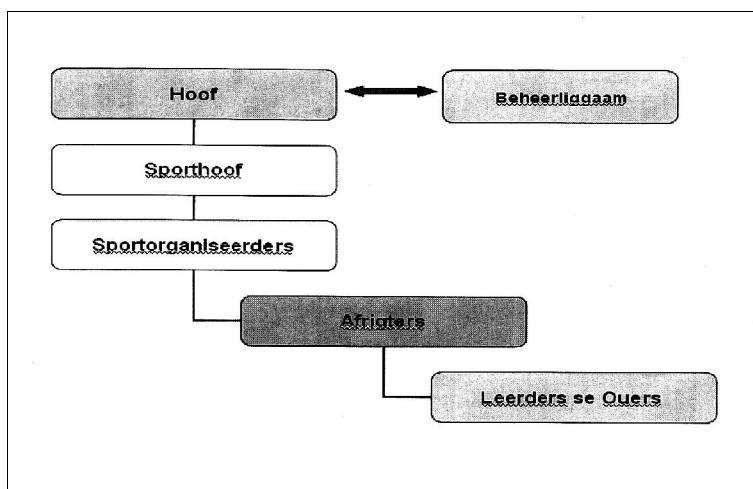 Hoof
Beheerliggaam
Sporthoof
Sportorganiseerders
Afrigters
Leerders se Ouers